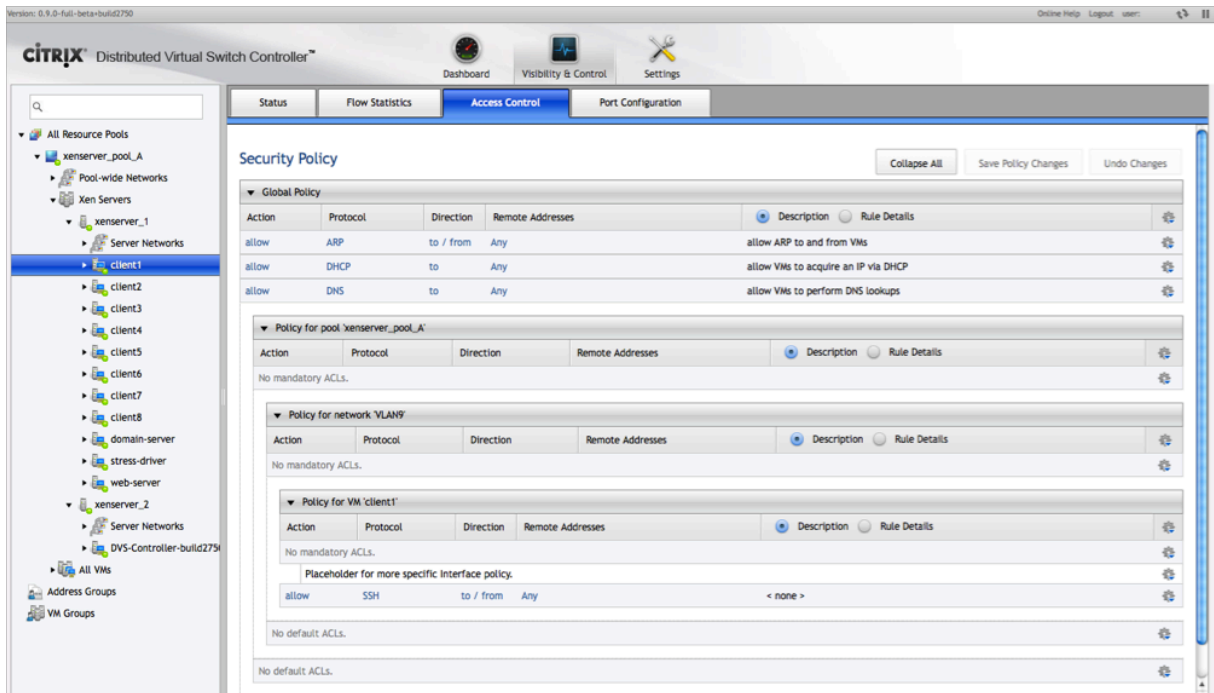 Version: 0.9.0-full-beta+build2750
Online Help Logout user:
CİTRIX® Distributed Virtual Switch Controller™
Dashboard Visibility & Control Settings
Status Flow Statistics Access Control Port Configuration
All Resource Pools
xenserver_pool_A
Pool-wide Networks
Xen Servers
xenserver_1
Server Networks
client1
client2
client3
client4
client5
client6
client7
client8
domain-server
stress-driver
web-server
xenserver_2
Server Networks
DVS-Controller-build2750
All VMs
Address Groups
VM Groups
Security Policy
Collapse All Save Policy Changes Undo Changes
Global Policy
Action Protocol Direction Remote Addresses Description Rule Details
allow ARP to / from Any allow ARP to and from VMs
allow DHCP to Any allow VMs to acquire an IP via DHCP
allow DNS to Any allow VMs to perform DNS lookups
Policy for pool 'xenserver_pool_A'
Action Protocol Direction Remote Addresses Description Rule Details
No mandatory ACLs.
Policy for network 'VLAN9'
Action Protocol Direction Remote Addresses Description Rule Details
No mandatory ACLs.
Policy for VM 'client1'
Action Protocol Direction Remote Addresses Description Rule Details
No mandatory ACLs.
Placeholder for more specific Interface policy.
allow SSH to / from Any < none >
No default ACLs.
No default ACLs.